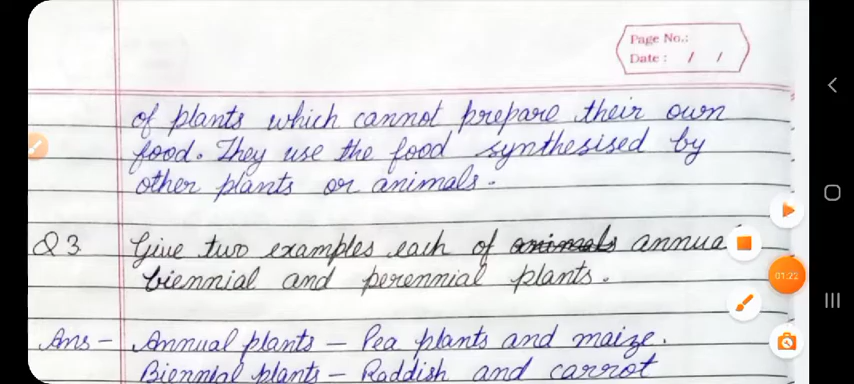 Page No.:
Date : / /
of plants which cannot prepare their own
food. They use the food synthesised by
other plants or animals.
Q 3 Give two examples each of animals annua
biennial and perennial plants.
Ans - Annual plants - Pea plants and maize.
Biennial plants - Raddish and carrot
01:22